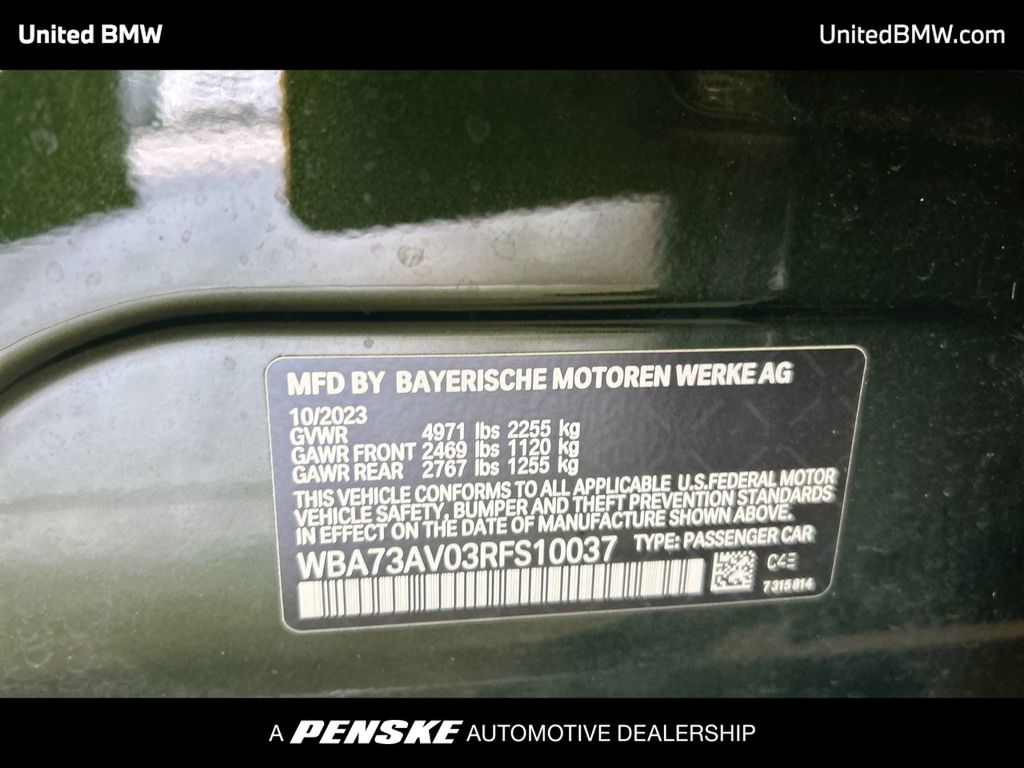 United BMW
UnitedBMW.com
MFD BY BAYERISCHE MOTOREN WERKE AG
10/2023
GVWR 4971 lbs 2255 kg
GAWR FRONT 2469 lbs 1120 kg
GAWR REAR 2767 lbs 1255 kg
THIS VEHICLE CONFORMS TO ALL APPLICABLE U.S.FEDERAL MOTOR
VEHICLE SAFETY, BUMPER AND THEFT PREVENTION STANDARDS
IN EFFECT ON THE DATE OF MANUFACTURE SHOWN ABOVE.
WBA73AV03RFS10037 TYPE: PASSENGER CAR
C4E
7315814
A PENSKE AUTOMOTIVE DEALERSHIP